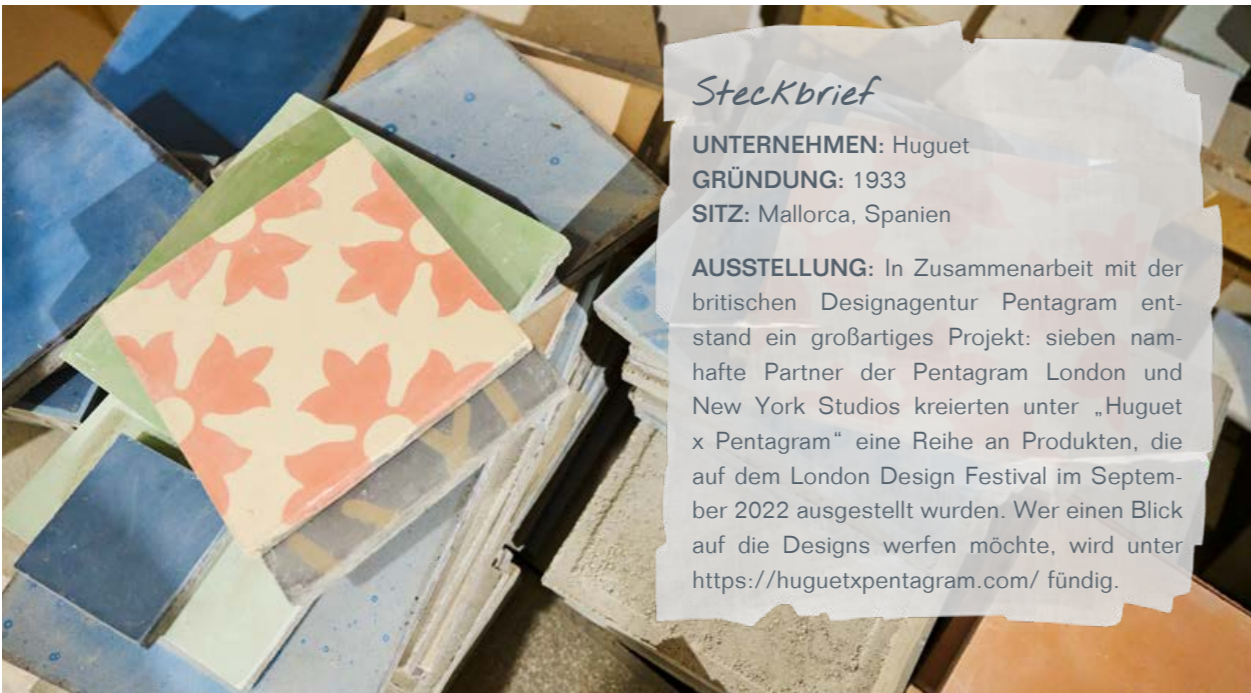 Steckbrief
UNTERNEHMEN: Huguet
GRÜNDUNG: 1933
SITZ: Mallorca, Spanien
AUSSTELLUNG: In Zusammenarbeit mit der
britischen Designagentur Pentagram ent-
stand ein großartiges Projekt: sieben nam-
hafte Partner der Pentagram London und
New York Studios kreierten unter „Huguet
x Pentagram“ eine Reihe an Produkten, die
auf dem London Design Festival im Septem-
ber 2022 ausgestellt wurden. Wer einen Blick
auf die Designs werfen möchte, wird unter
https://huguetxpentagram.com/ fündig.